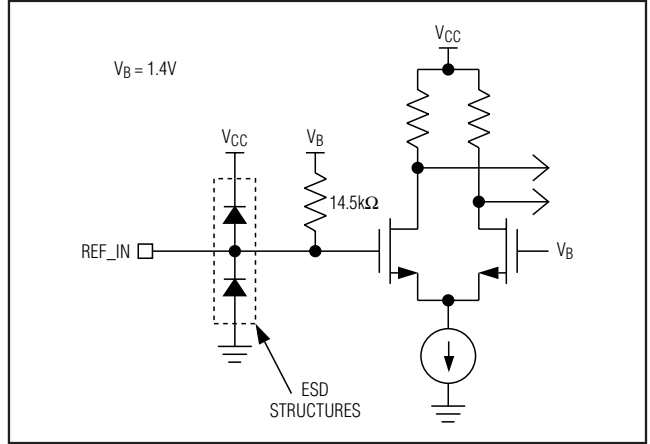 V_CC
V_B = 1.4V
V_CC
V_B
14.5kΩ
REF_IN
V_B
ESD
STRUCTURES